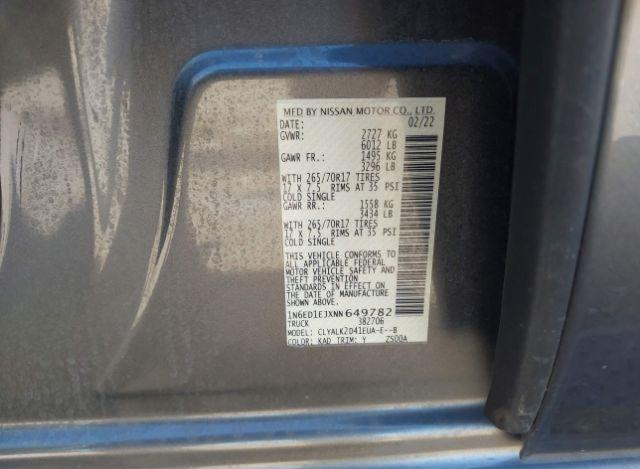 MFD BY NISSAN MOTOR CO., LTD.
DATE: 02/22
GVWR: 2727 KG
6012 LB
GAWR FR.: 1495 KG
3296 LB
WITH 265/70R17 TIRES
17 X 7.5 RIMS AT 35 PSI
COLD SINGLE
GAWR RR.: 1558 KG
3434 LB
WITH 265/70R17 TIRES
17 X 7.5 RIMS AT 35 PSI
COLD SINGLE
THIS VEHICLE CONFORMS TO
ALL APPLICABLE FEDERAL
MOTOR VEHICLE SAFETY AND
THEFT PREVENTION
STANDARDS IN EFFECT ON
THE DATE OF MANUFACTURE
SHOWN ABOVE.
1N6ED1EJXNN649782
TRUCK 382706
MODEL: CLYALK2D41EUA-E--B
COLOR: KAD TRIM: Y ZS00A